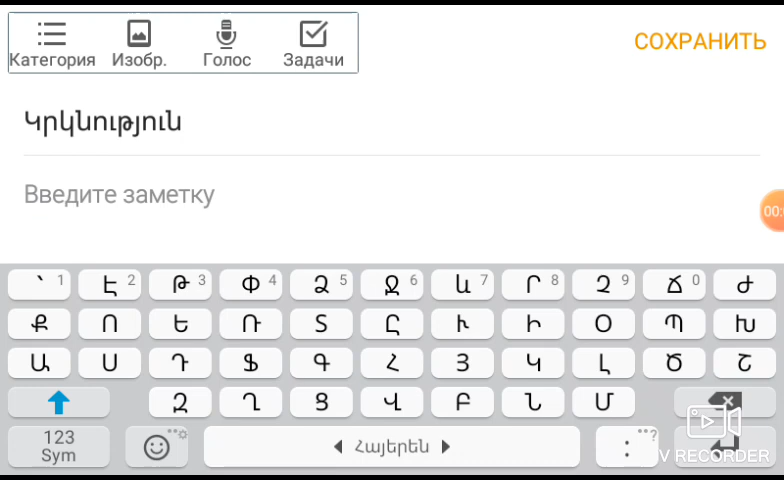 Категория Изобр. Голос Задачи
СОХРАНИТЬ
Կրկնություն
Введите заметку
00:
՝ 1 Է 2 Թ 3 Փ 4 Ձ 5 Ջ 6 և 7 Ր 8 Չ 9 Ճ 0 Ժ
Ք Ո Ե Ռ Տ Ը Ւ Ի Օ Պ Խ
Ա Ս Դ Ֆ Գ Հ Յ Կ Լ Ծ Շ
Զ Ղ Ց Վ Բ Ն Մ
123
Sym
Հայերեն
: ?
V RECORDER